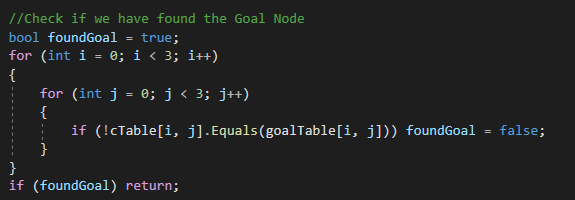 //Check if we have found the Goal Node
bool foundGoal = true;
for (int i = 0; i < 3; i++)
{
    for (int j = 0; j < 3; j++)
    {
        if (!cTable[i, j].Equals(goalTable[i, j])) foundGoal = false;
    }
}
if (foundGoal) return;